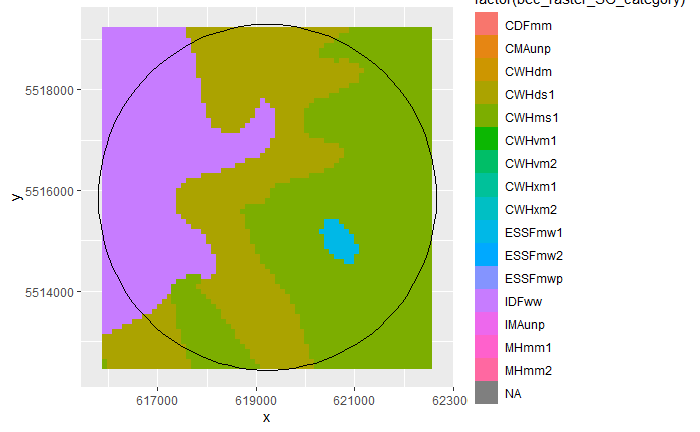 factor(bec_raster_SO_category)
CDFmm
CMAunp
CWHdm
CWHds1
CWHms1
CWHvm1
CWHvm2
CWHxm1
CWHxm2
ESSFmw1
ESSFmw2
ESSFmwp
IDFww
IMAunp
MHmm1
MHmm2
NA
5518000
5516000
5514000
y
617000 619000 621000 62300
x